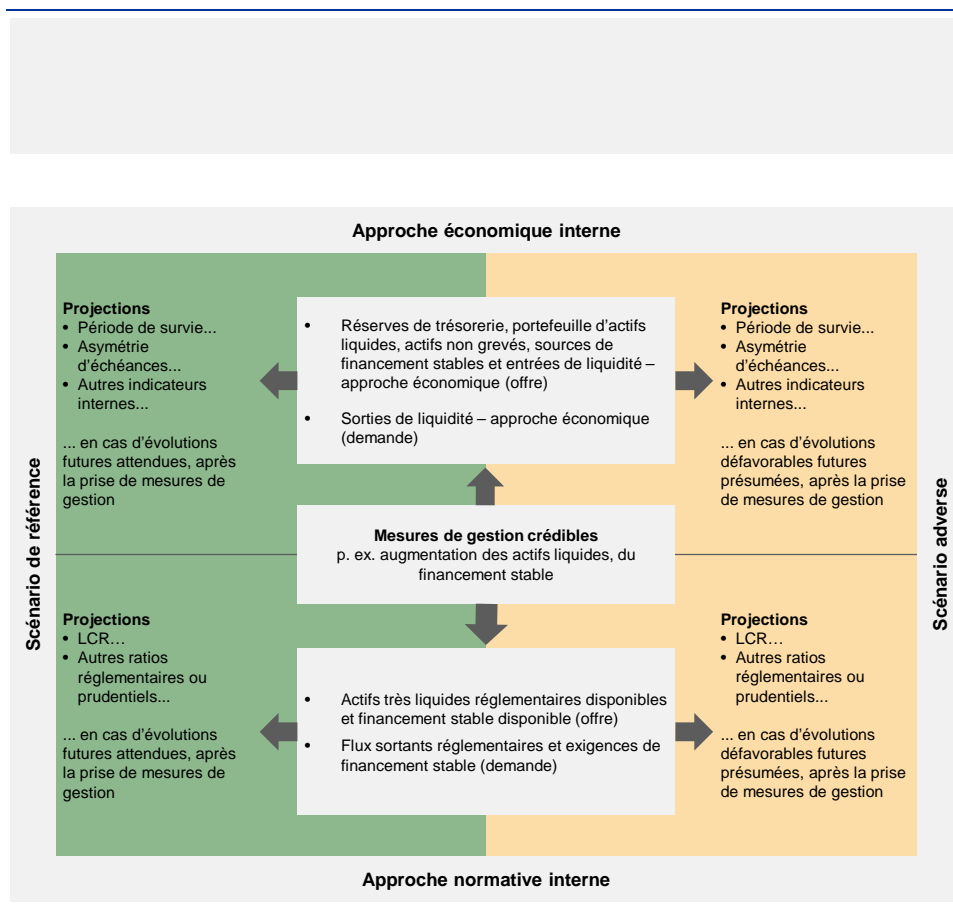 Approche économique interne
Scénario de référence
Projections
• Période de survie...
• Asymétrie
d'échéances...
• Autres indicateurs
internes...
... en cas d'évolutions
futures attendues, après
la prise de mesures de
gestion
• Réserves de trésorerie, portefeuille d'actifs
liquides, actifs non grevés, sources de
financement stables et entrées de liquidité –
approche économique (offre)
• Sorties de liquidité – approche économique
(demande)
Projections
• Période de survie...
• Asymétrie
d'échéances...
• Autres indicateurs
internes...
... en cas d'évolutions
défavorables futures
présumées, après la prise
de mesures de gestion
Mesures de gestion crédibles
p. ex. augmentation des actifs liquides, du
financement stable
Projections
• LCR…
• Autres ratios
réglementaires ou
prudentiels...
... en cas d'évolutions
futures attendues, après
la prise de mesures de
gestion
• Actifs très liquides réglementaires disponibles
et financement stable disponible (offre)
• Flux sortants réglementaires et exigences de
financement stable (demande)
Projections
• LCR…
• Autres ratios
réglementaires ou
prudentiels...
... en cas d'évolutions
défavorables futures
présumées, après la prise
de mesures de gestion
Scénario adverse
Approche normative interne